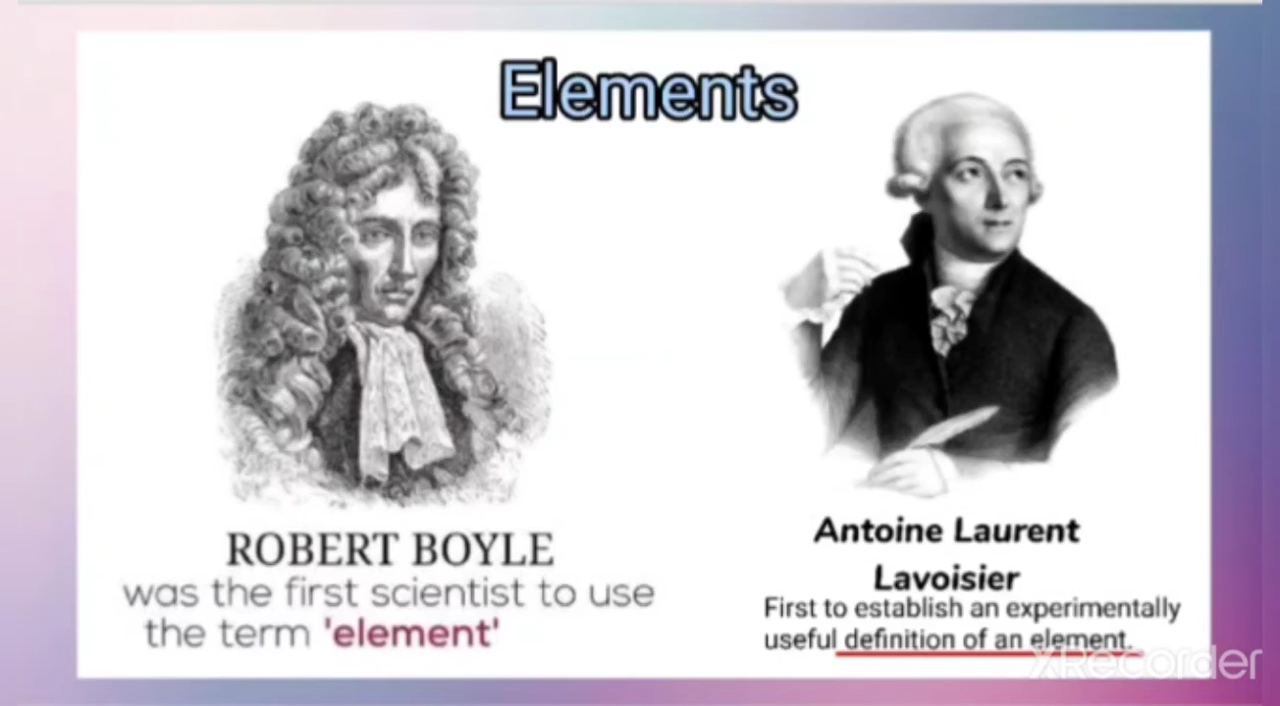 Elements
ROBERT BOYLE
was the first scientist to use
the term 'element'
Antoine Laurent
Lavoisier
First to establish an experimentally
useful definition of an element.
XRecorder